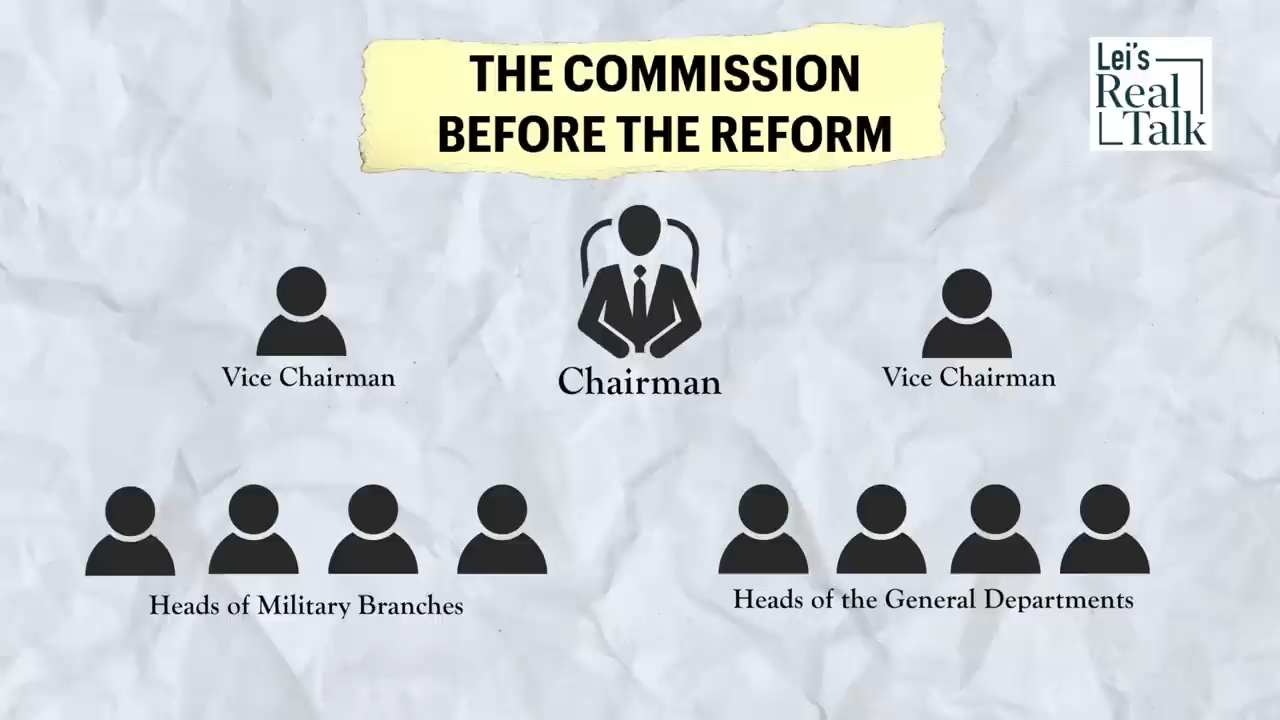 THE COMMISSION
BEFORE THE REFORM
Lei's
Real
Talk
Vice Chairman
Chairman
Vice Chairman
Heads of Military Branches
Heads of the General Departments